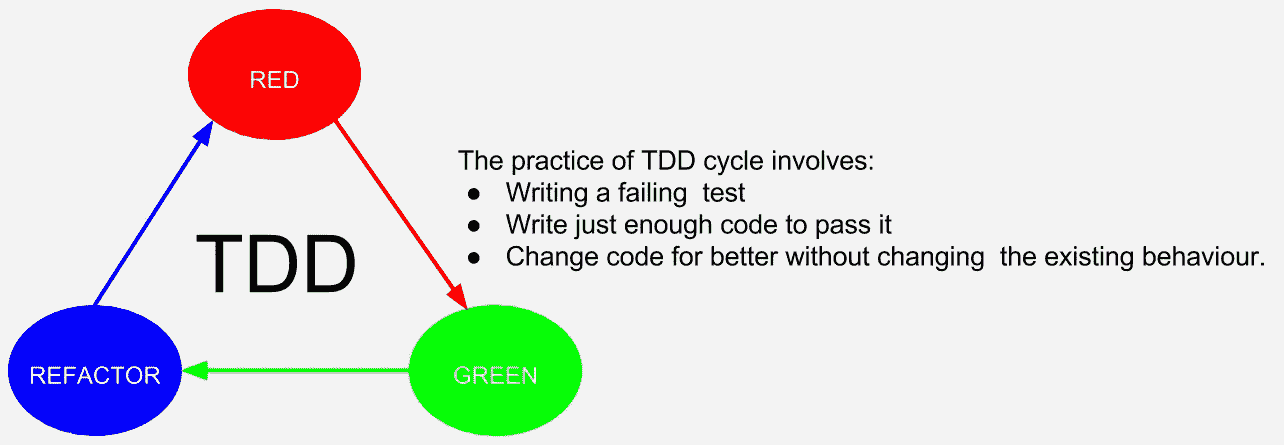 RED
The practice of TDD cycle involves:
● Writing a failing  test
● Write just enough code to pass it
● Change code for better without changing  the existing behaviour.
TDD
REFACTOR
GREEN